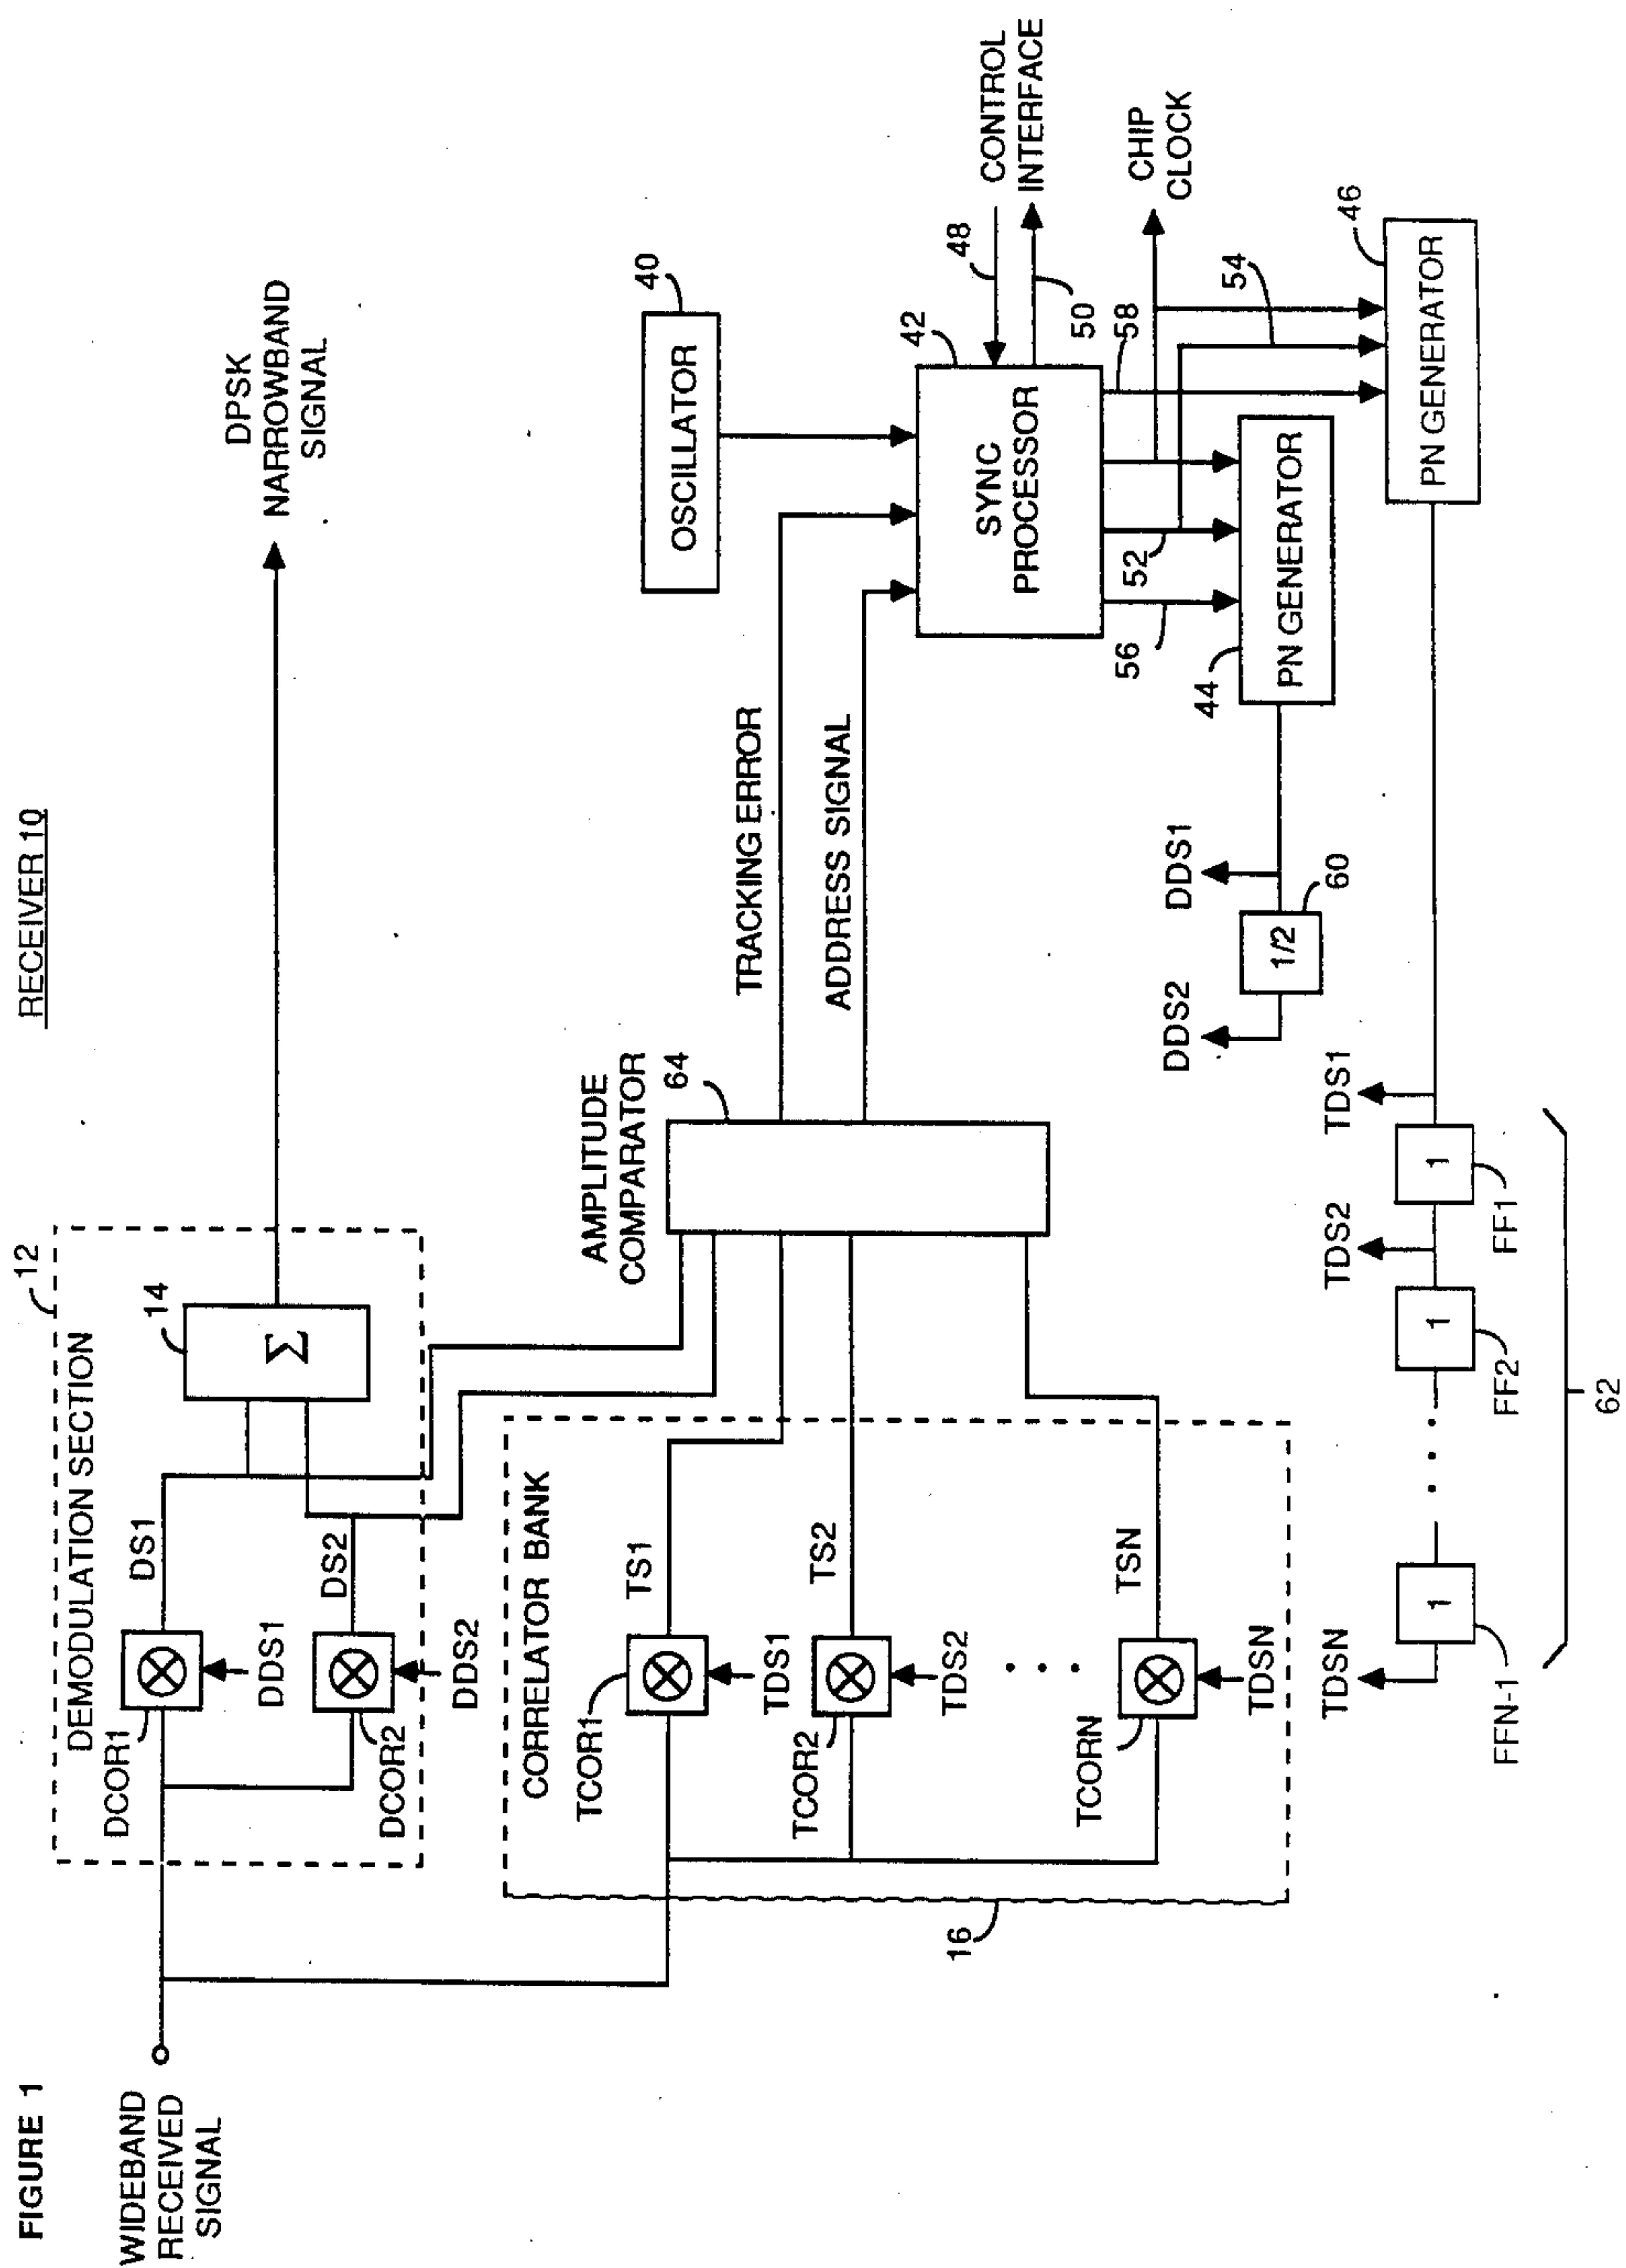 FIGURE 1
RECEIVER 10
WIDEBAND
RECEIVED
SIGNAL
12
DEMODULATION SECTION
DCOR1
DDS1
DS1
DCOR2
DDS2
DS2
14
Σ
DPSK
NARROWBAND
SIGNAL
CORRELATOR BANK
TCOR1
TDS1
TS1
TCOR2
TDS2
TS2
TCORN
TDSN
TSN
16
AMPLITUDE
COMPARATOR
64
TRACKING ERROR
ADDRESS SIGNAL
OSCILLATOR
40
SYNC
PROCESSOR
42
48
CONTROL
INTERFACE
50
58
CHIP
CLOCK
52
54
56
44
PN GENERATOR
46
PN GENERATOR
DDS2
DDS1
1/2
60
TDSN
TDS2
TDS1
1
1
1
FFN-1
FF2
FF1
62